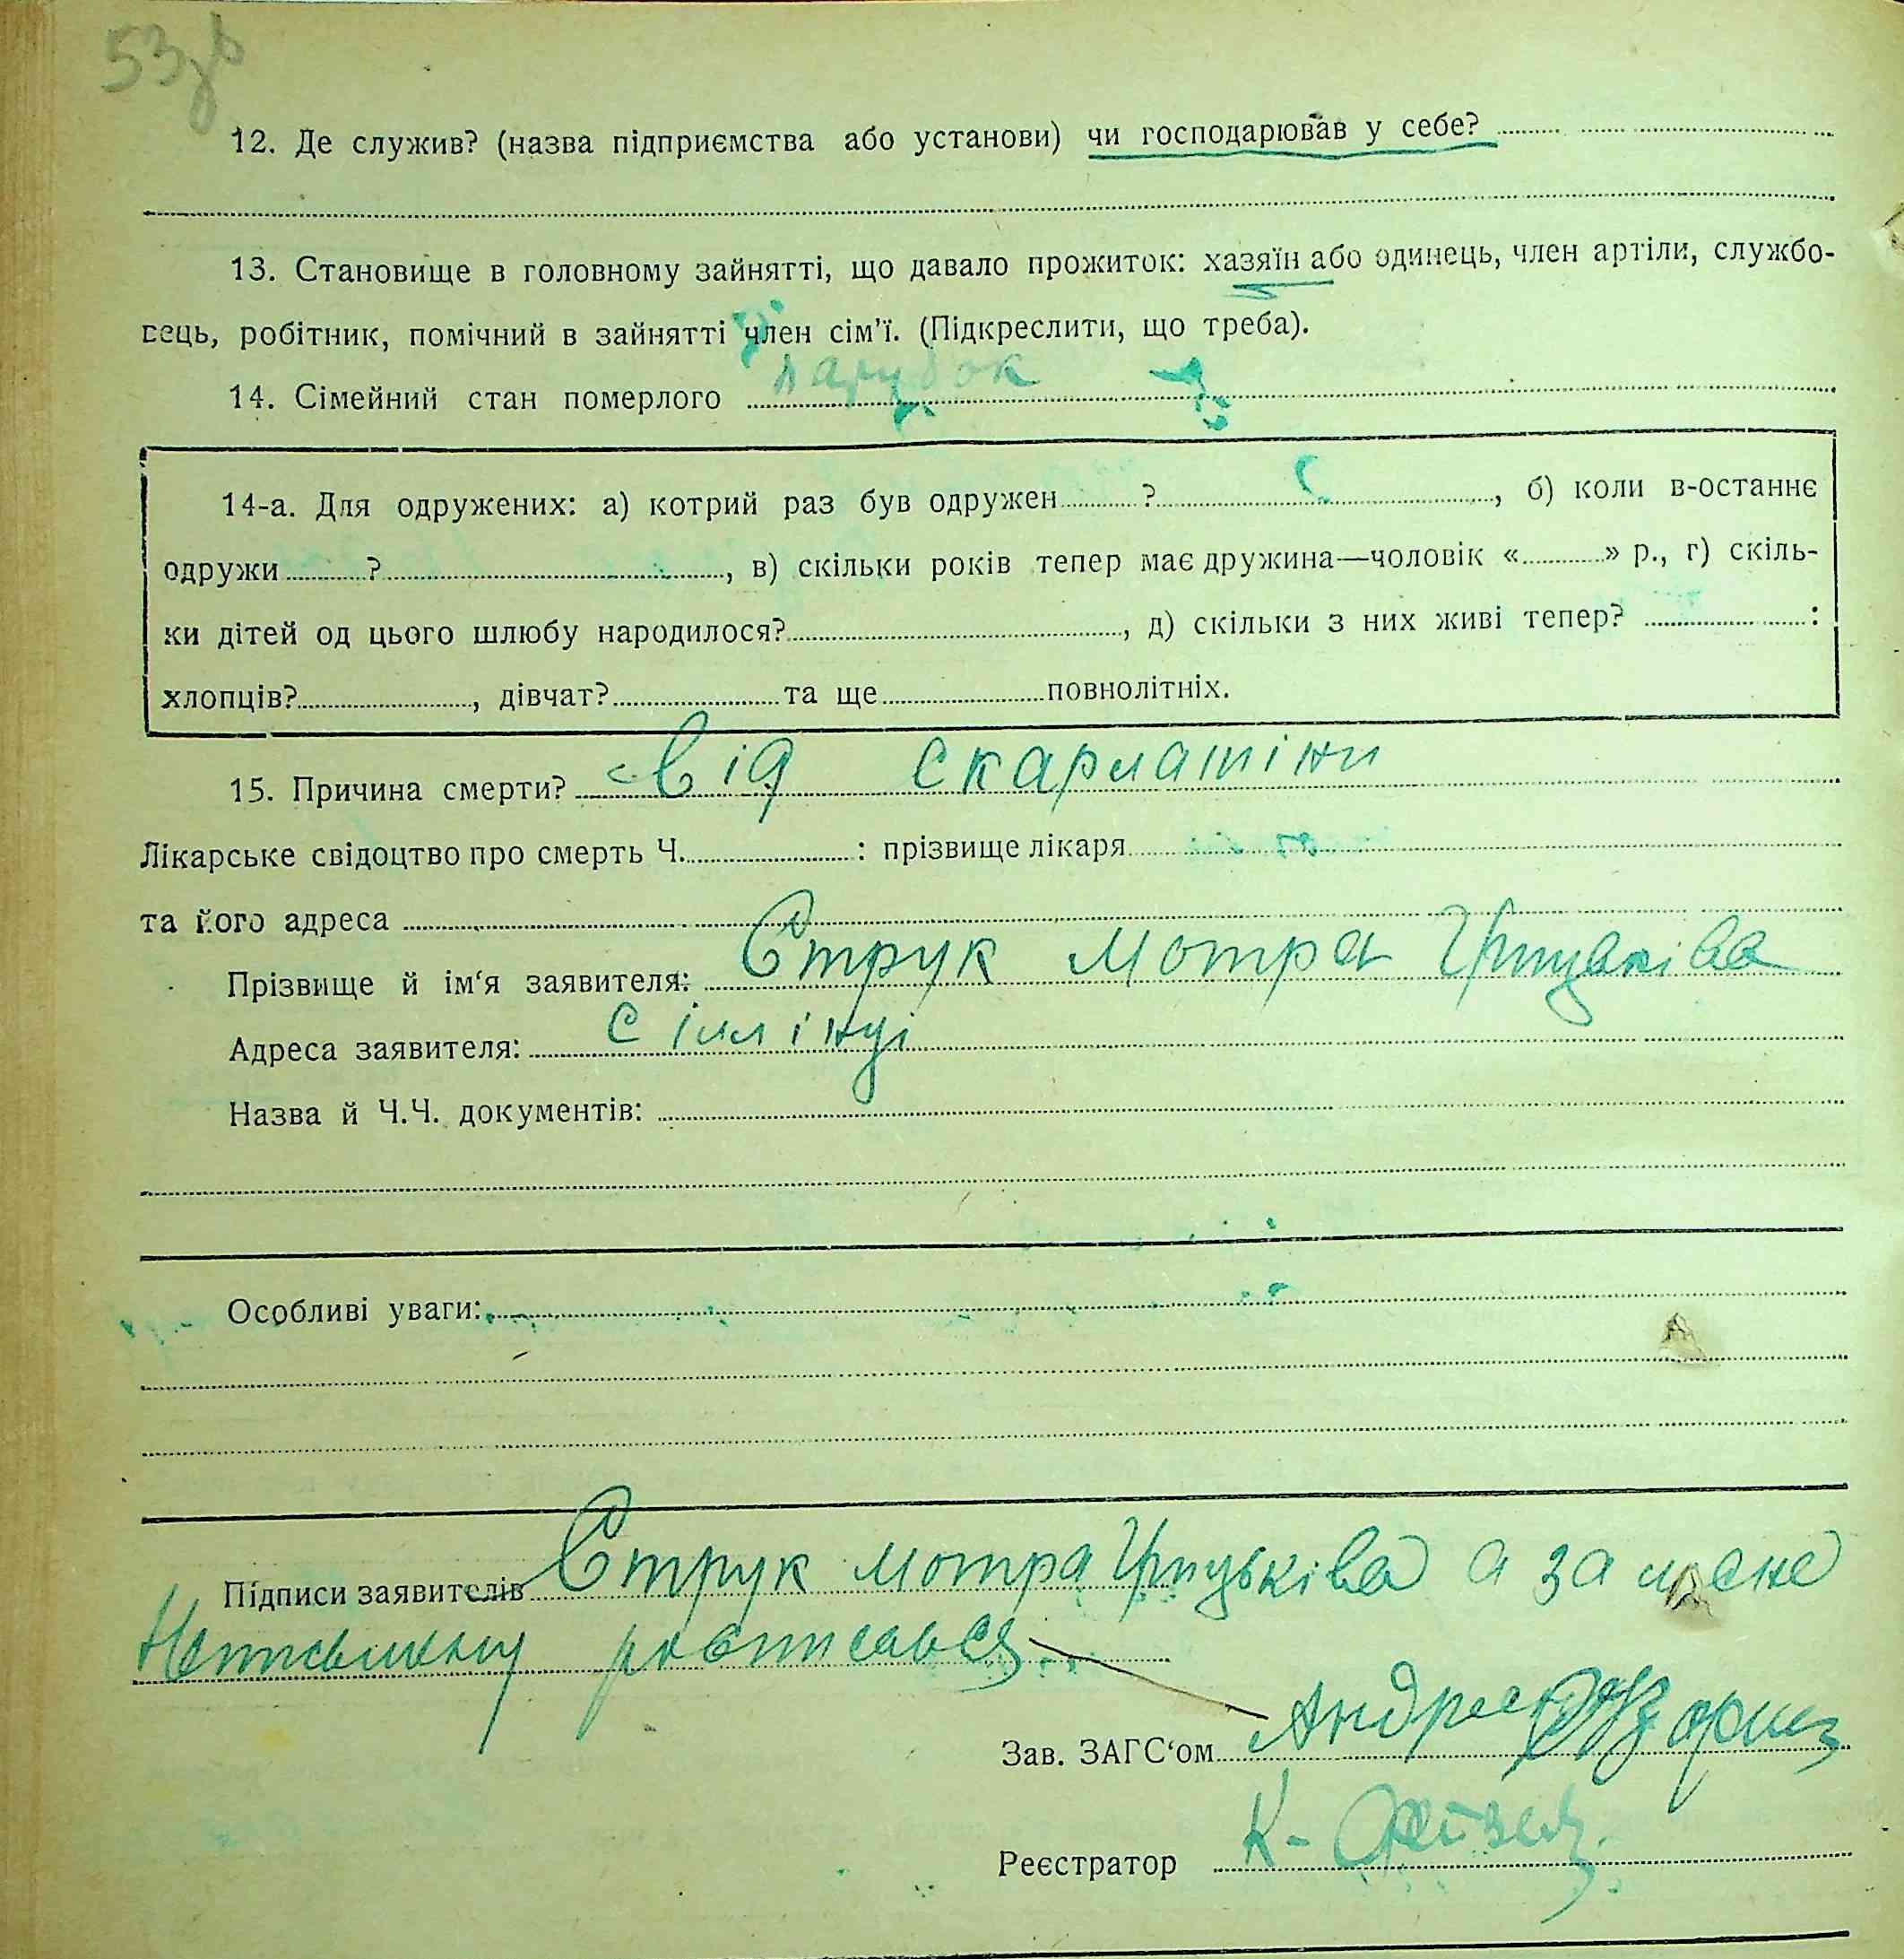 53зв
12. Де служив? (назва підприємства або установи) чи господарював у себе?
13. Становище в головному зайнятті, що давало прожиток: хазяїн або одинець, член артіли, службо-
вець, робітник, помічний в зайнятті член сім'ї. (Підкреслити, що треба).
14. Сімейний стан померлого парубок
14-а. Для одружених: а) котрий раз був одружен ? , б) коли в-останнє
одружи ? , в) скільки років тепер має дружина—чоловік « » р., г) скіль-
ки дітей од цього шлюбу народилося? , д) скільки з них живі тепер? :
хлопців? , дівчат? та ще повнолітніх.
15. Причина смерти? Від скарлатіни
Лікарське свідоцтво про смерть Ч. : прізвище лікаря
та його адреса
Прізвище й ім'я заявителя: Струк Мотра
Адреса заявителя:
Назва й Ч.Ч. документів:
Особливі уваги:
Підписи заявителів Струк Мотра а за мене
росписався
Зав. ЗАГС'ом
Реєстратор К-